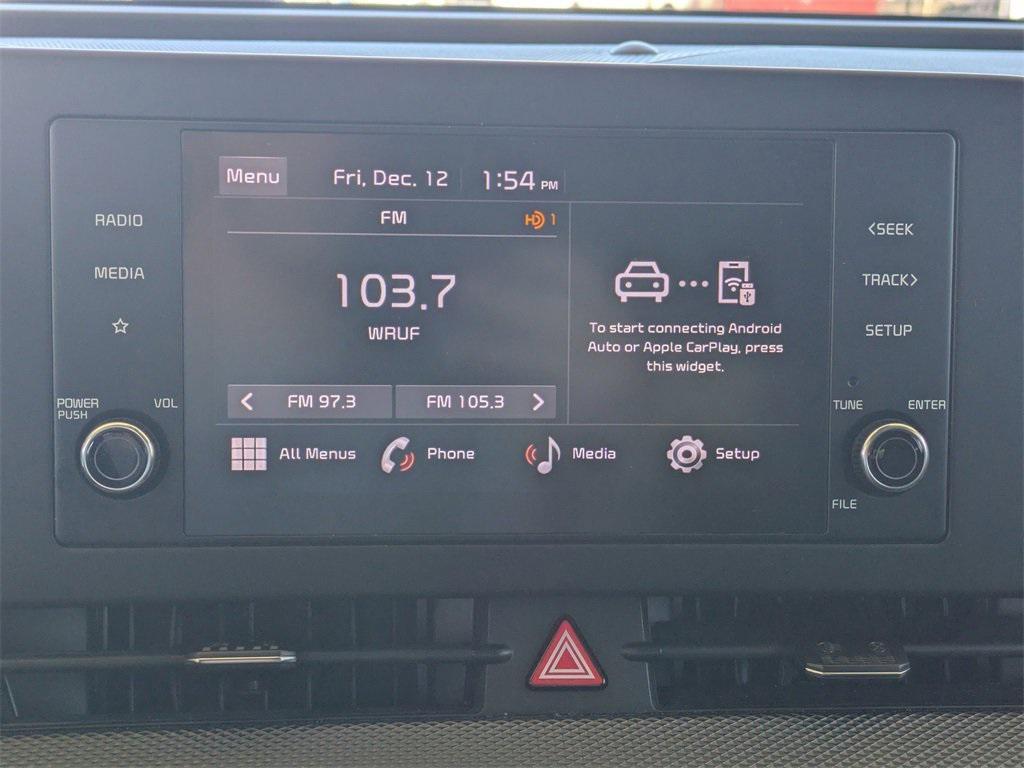 Menu Fri, Dec. 12 1:54 PM
FM HD 1
103.7
WRUF
< FM 97.3 FM 105.3 >
To start connecting Android
Auto or Apple CarPlay, press
this widget.
All Menus Phone Media Setup
RADIO
MEDIA
POWER
PUSH
VOL
<SEEK
TRACK>
SETUP
TUNE
ENTER
FILE